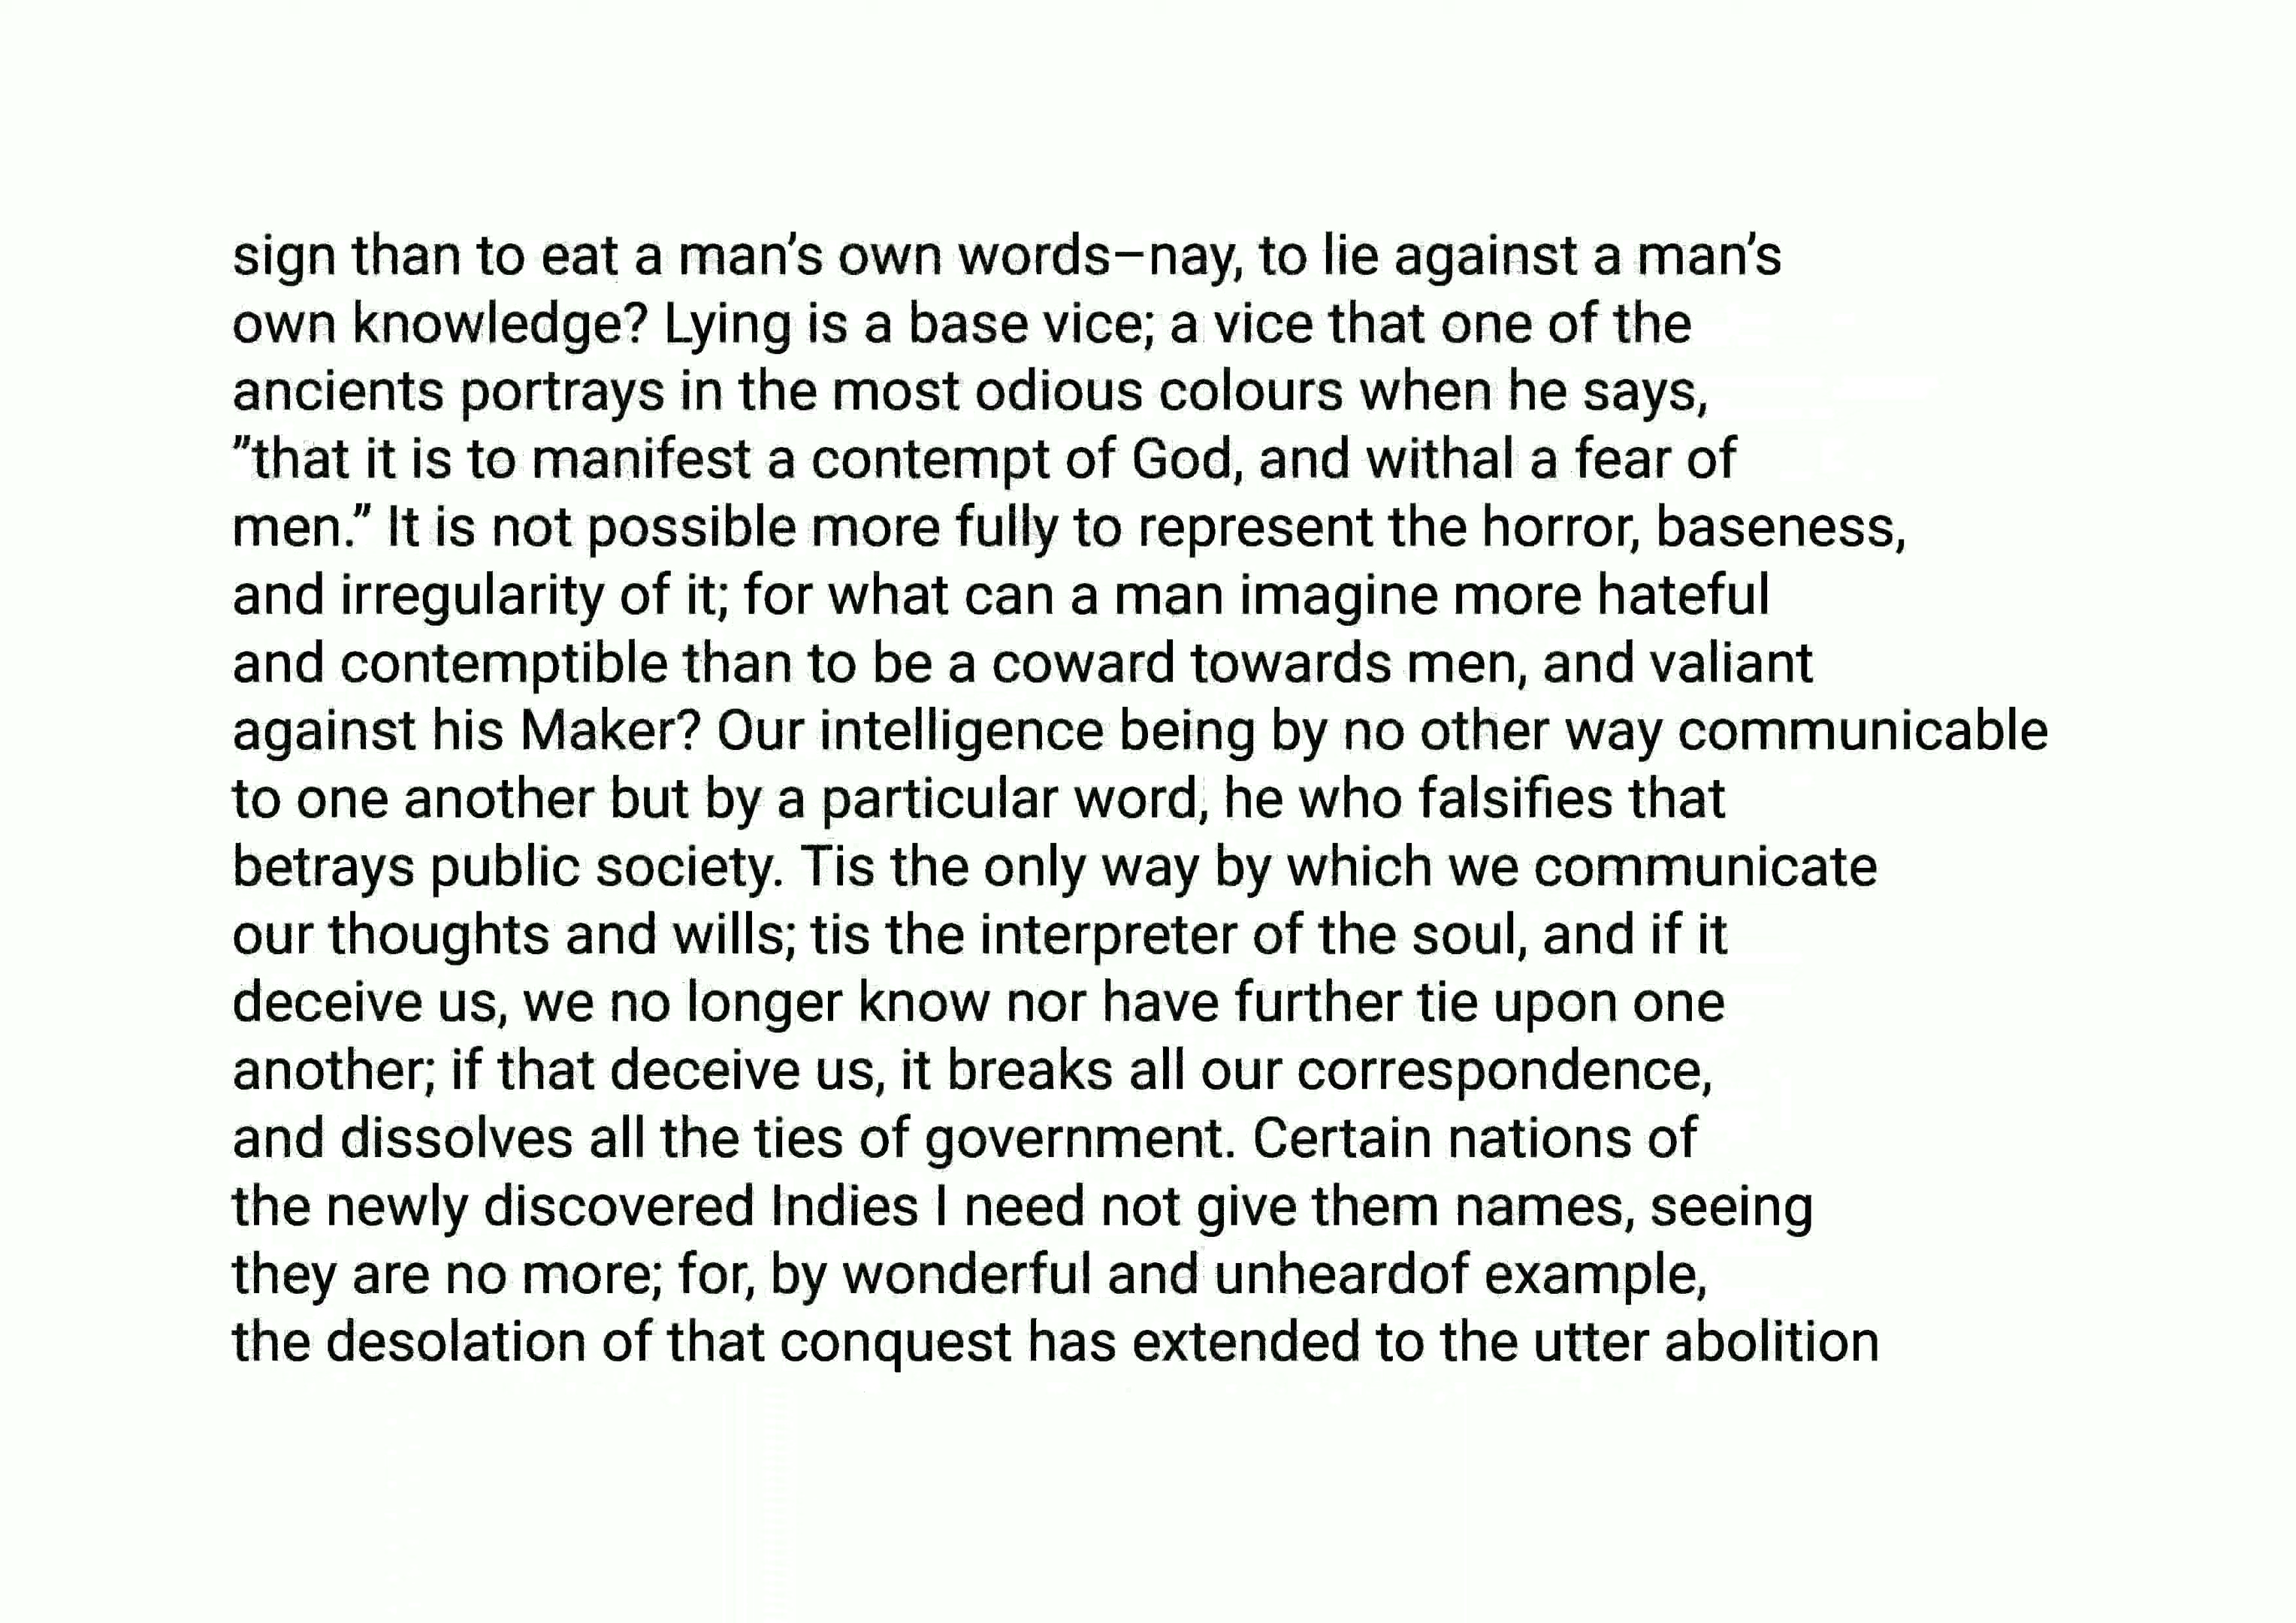 sign than to eat a man's own words–nay, to lie against a man's
own knowledge? Lying is a base vice; a vice that one of the
ancients portrays in the most odious colours when he says,
"that it is to manifest a contempt of God, and withal a fear of
men." It is not possible more fully to represent the horror, baseness,
and irregularity of it; for what can a man imagine more hateful
and contemptible than to be a coward towards men, and valiant
against his Maker? Our intelligence being by no other way communicable
to one another but by a particular word, he who falsifies that
betrays public society. Tis the only way by which we communicate
our thoughts and wills; tis the interpreter of the soul, and if it
deceive us, we no longer know nor have further tie upon one
another; if that deceive us, it breaks all our correspondence,
and dissolves all the ties of government. Certain nations of
the newly discovered Indies I need not give them names, seeing
they are no more; for, by wonderful and unheardof example,
the desolation of that conquest has extended to the utter abolition